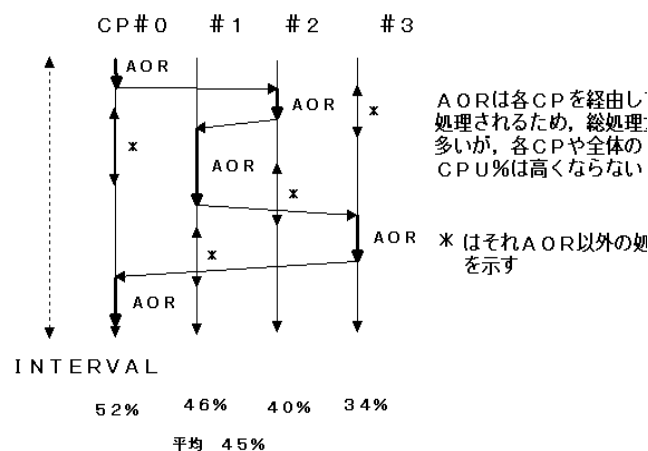 CP#0 #1 #2 #3
AOR
AOR
*
AORは各CPを経由し
処理されるため，総処理
多いが，各CPや全体の
CPU%は高くならない
*
AOR
*
AOR
*はそれAOR以外の
を示す
*
AOR
INTERVAL
52% 46% 40% 34%
平均 45%